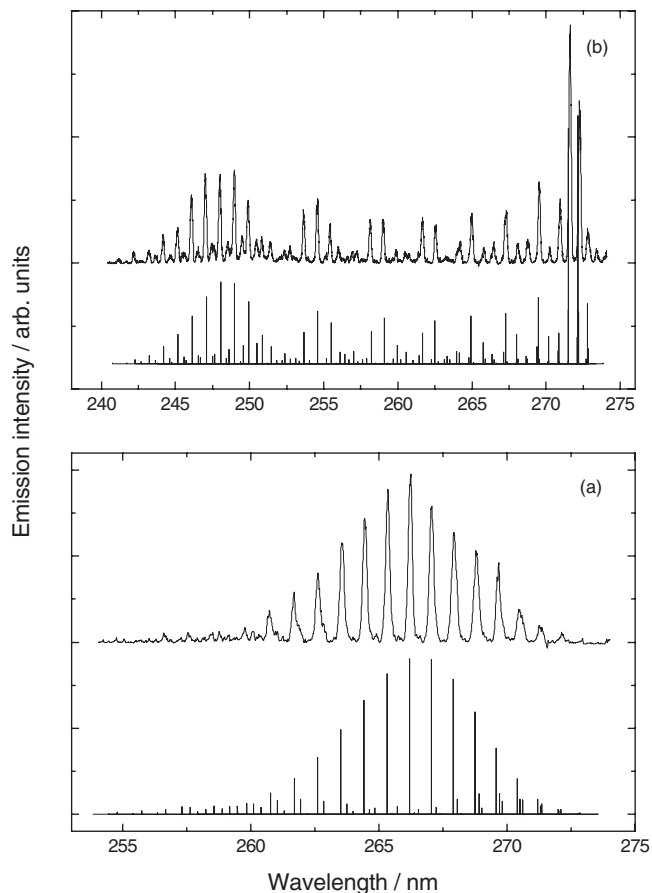 (b)
240 245 250 255 260 265 270 275
Emission intensity / arb. units
(a)
255 260 265 270 275
Wavelength / nm